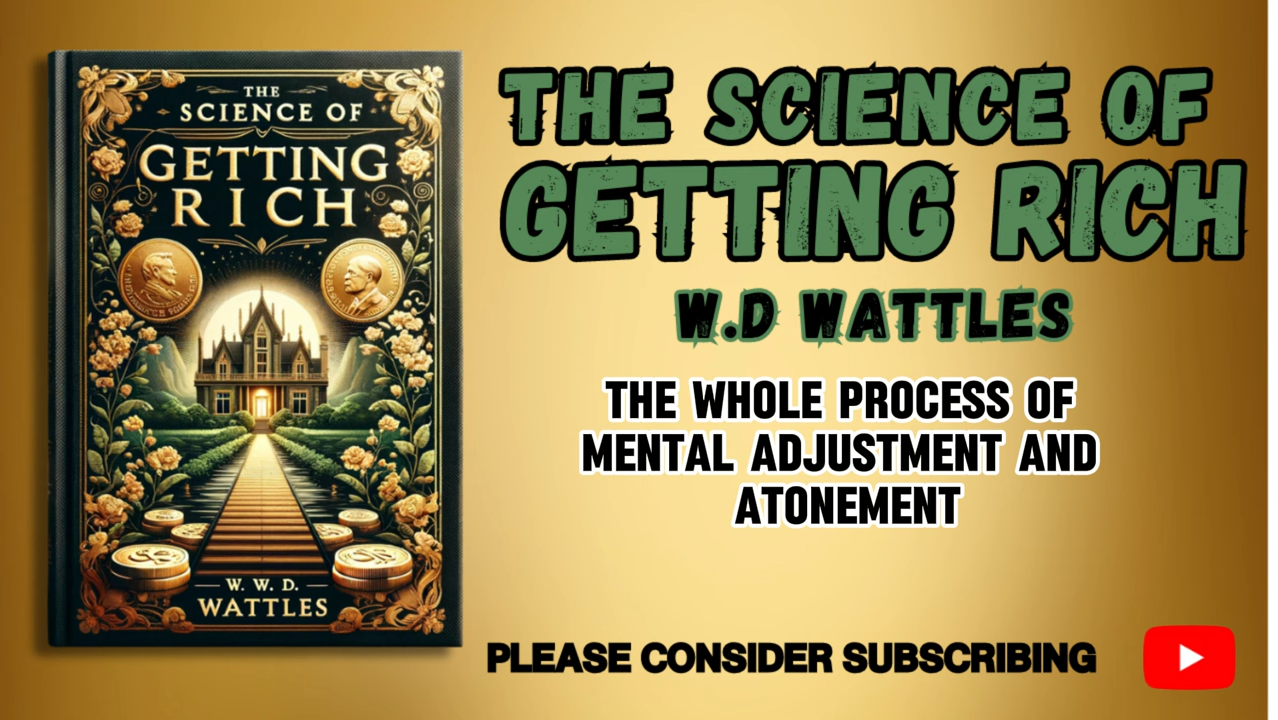 THE
SCIENCE OF
GETTING
RICH
W. W. D.
WATTLES
THE SCIENCE OF
GETTING RICH
W.D WATTLES
THE WHOLE PROCESS OF
MENTAL ADJUSTMENT AND
ATONEMENT
PLEASE CONSIDER SUBSCRIBING